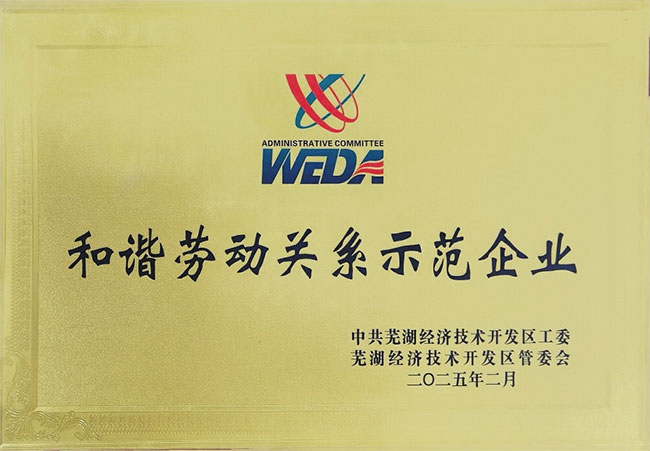 ADMINISTRATIVE COMMITTEE
WEDA
和谐劳动关系示范企业
中共芜湖经济技术开发区工委
芜湖经济技术开发区管委会
二〇二五年二月